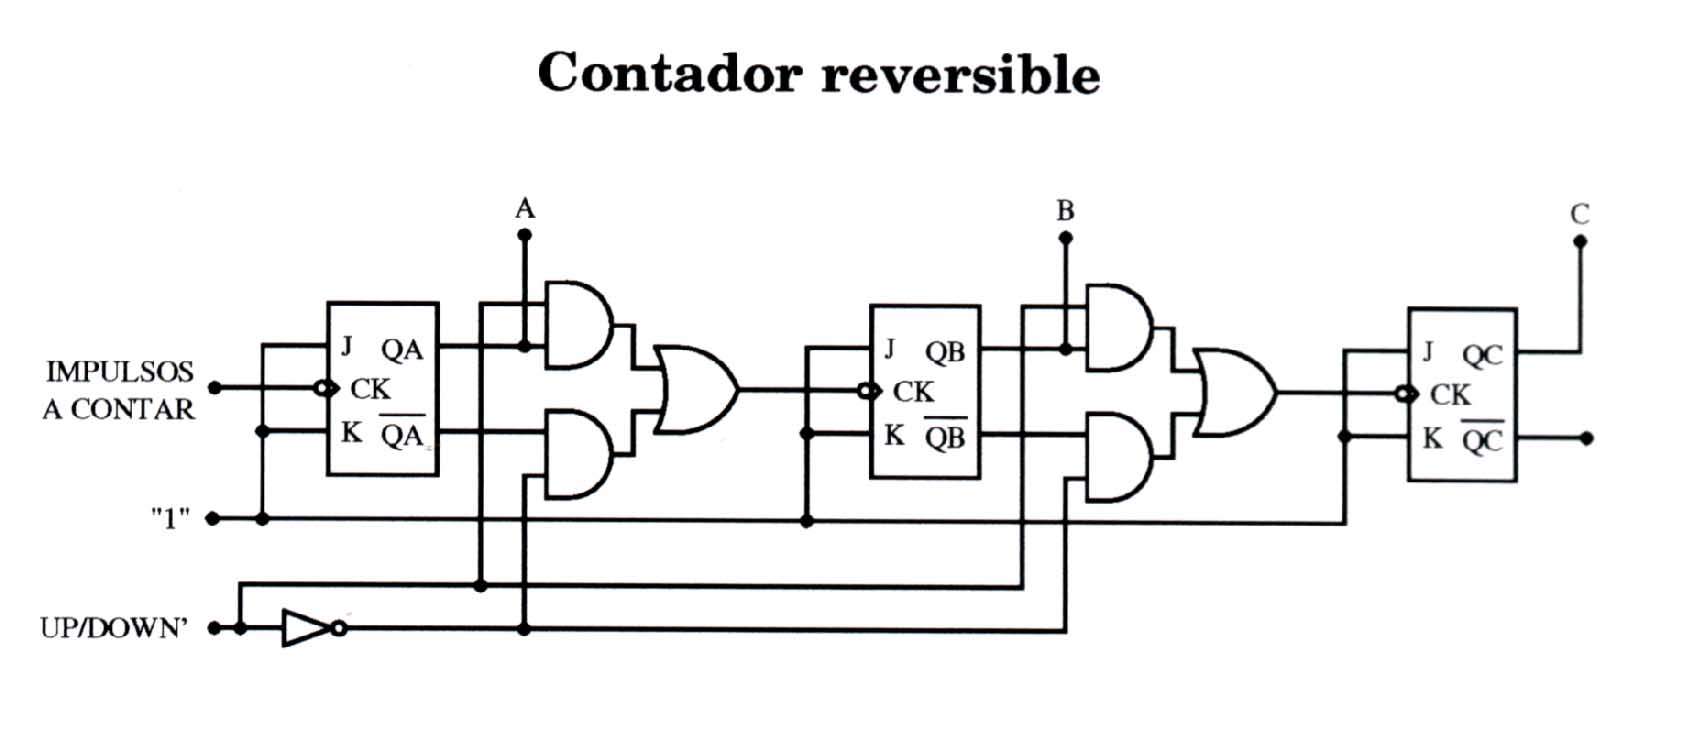 Contador reversible
A
B
C
IMPULSOS
A CONTAR
J QA
CK
K QA
J QB
CK
K QB
J QC
CK
K QC
"1"
UP/DOWN'